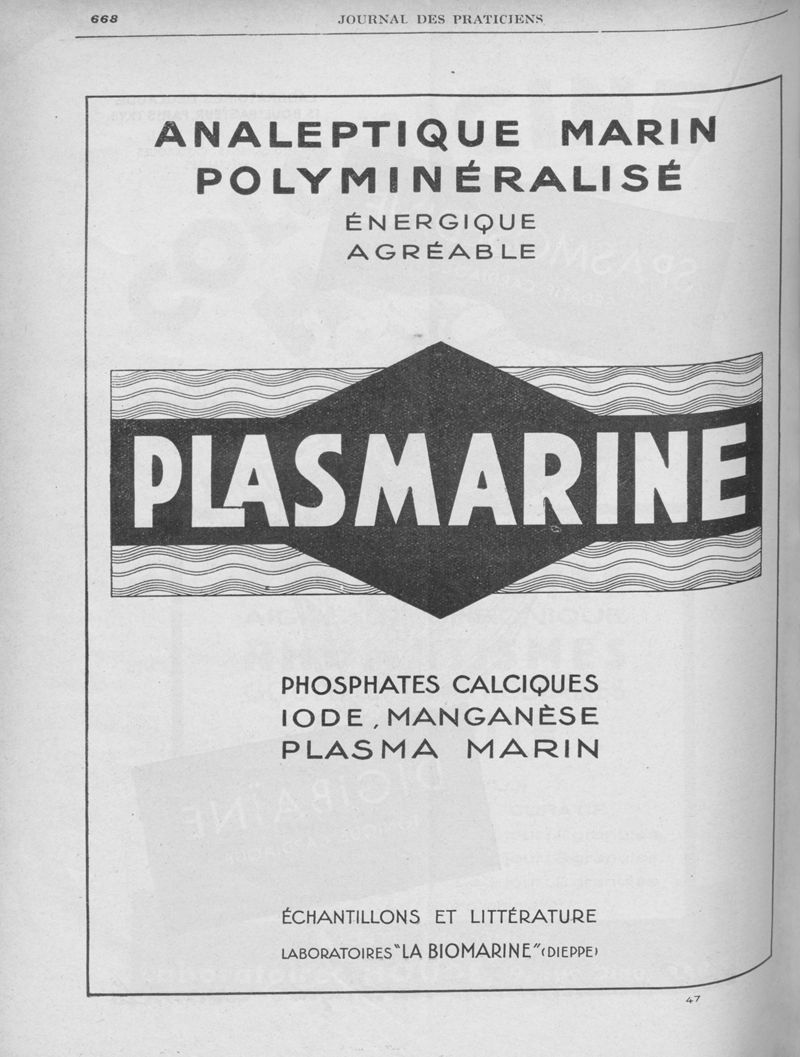 668 JOURNAL DES PRATICIENS
ANALEPTIQUE MARIN
POLYMINÉRALISÉ
ÉNERGIQUE
AGRÉABLE
PLASMARINE
PHOSPHATES CALCIQUES
IODE, MANGANÈSE
PLASMA MARIN
ÉCHANTILLONS ET LITTÉRATURE
LABORATOIRES "LA BIOMARINE" (DIEPPE)
47